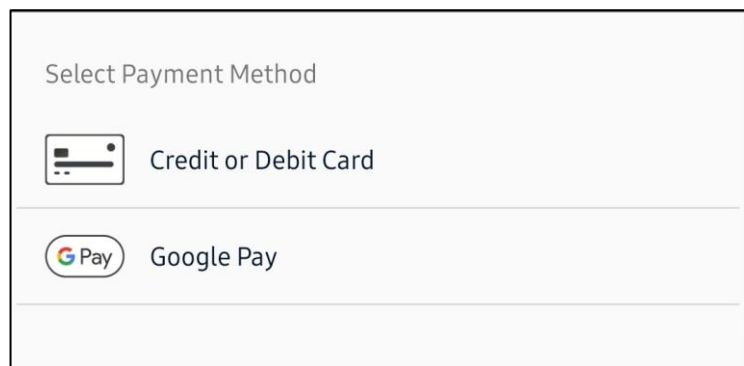 Select Payment Method
Credit or Debit Card
G Pay
Google Pay